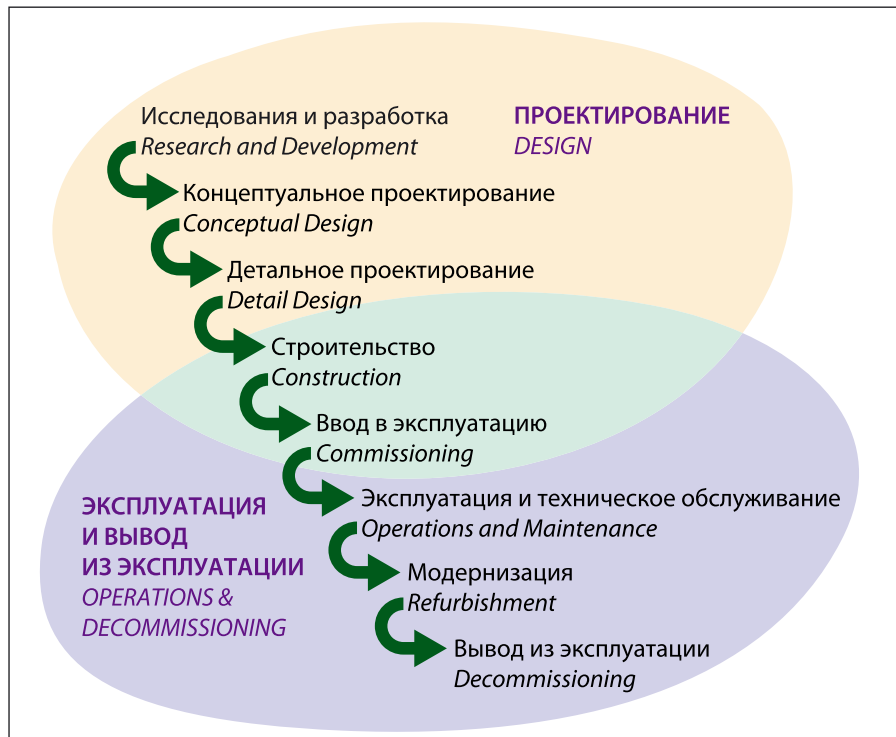 Исследования и разработка
Research and Development
ПРОЕКТИРОВАНИЕ
DESIGN
Концептуальное проектирование
Conceptual Design
Детальное проектирование
Detail Design
Строительство
Construction
Ввод в эксплуатацию
Commissioning
Эксплуатация и техническое обслуживание
Operations and Maintenance
ЭКСПЛУАТАЦИЯ
И ВЫВОД
ИЗ ЭКСПЛУАТАЦИИ
OPERATIONS &
DECOMMISSIONING
Модернизация
Refurbishment
Вывод из эксплуатации
Decommissioning